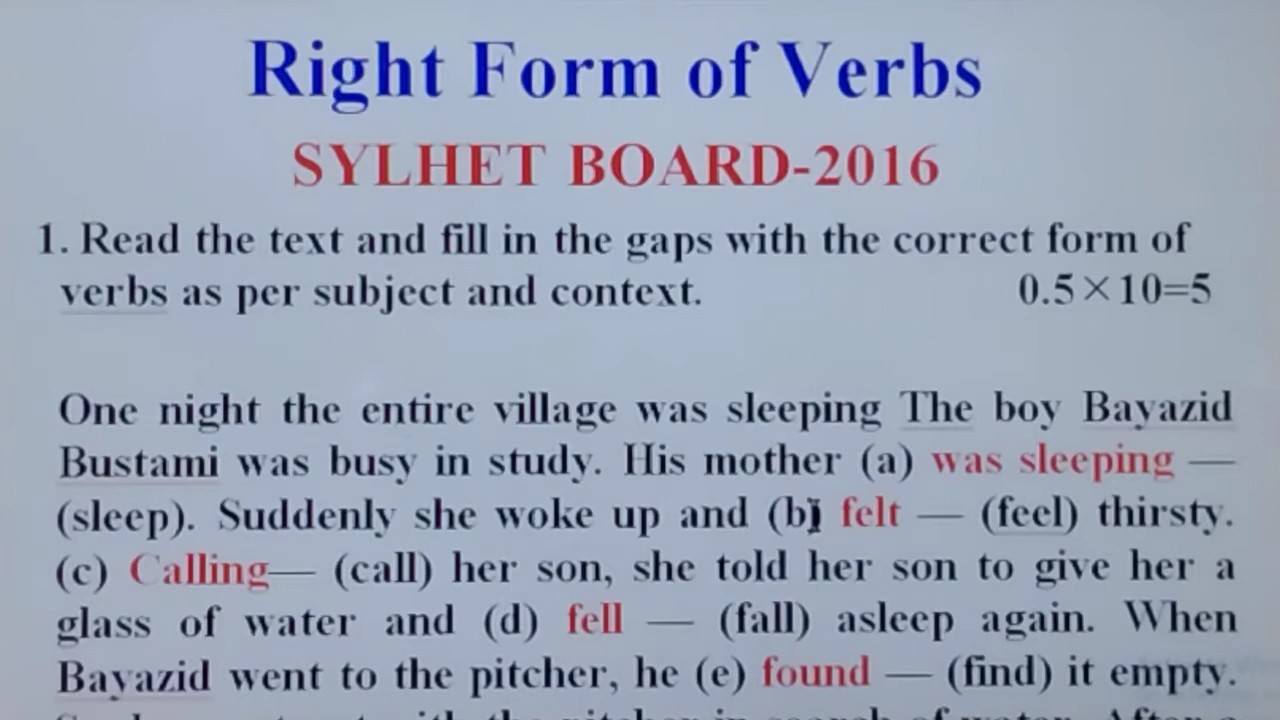 Right Form of Verbs
SYLHET BOARD-2016
1. Read the text and fill in the gaps with the correct form of
verbs as per subject and context. 0.5×10=5
One night the entire village was sleeping The boy Bayazid
Bustami was busy in study. His mother (a) was sleeping —
(sleep). Suddenly she woke up and (b) felt — (feel) thirsty.
(c) Calling— (call) her son, she told her son to give her a
glass of water and (d) fell — (fall) asleep again. When
Bayazid went to the pitcher, he (e) found — (find) it empty.